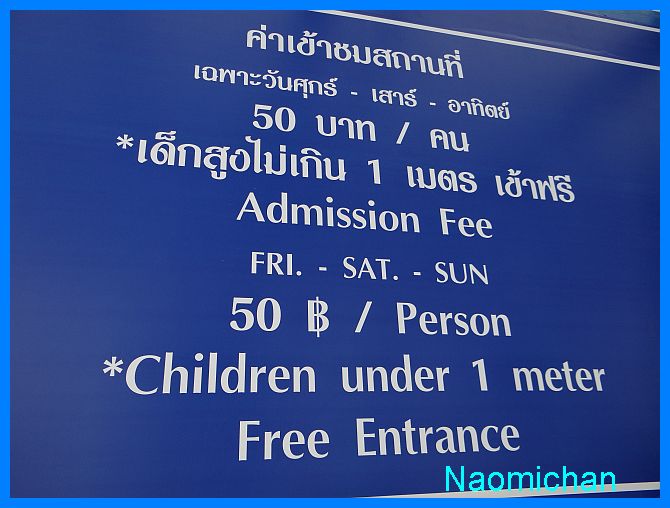 ค่าเข้าชมสถานที่
เฉพาะวันศุกร์ - เสาร์ - อาทิตย์
50 บาท / คน
*เด็กสูงไม่เกิน 1 เมตร เข้าฟรี
Admission Fee
FRI. - SAT. - SUN
50 ฿ / Person
*Children under 1 meter
Free Entrance
Naomichan